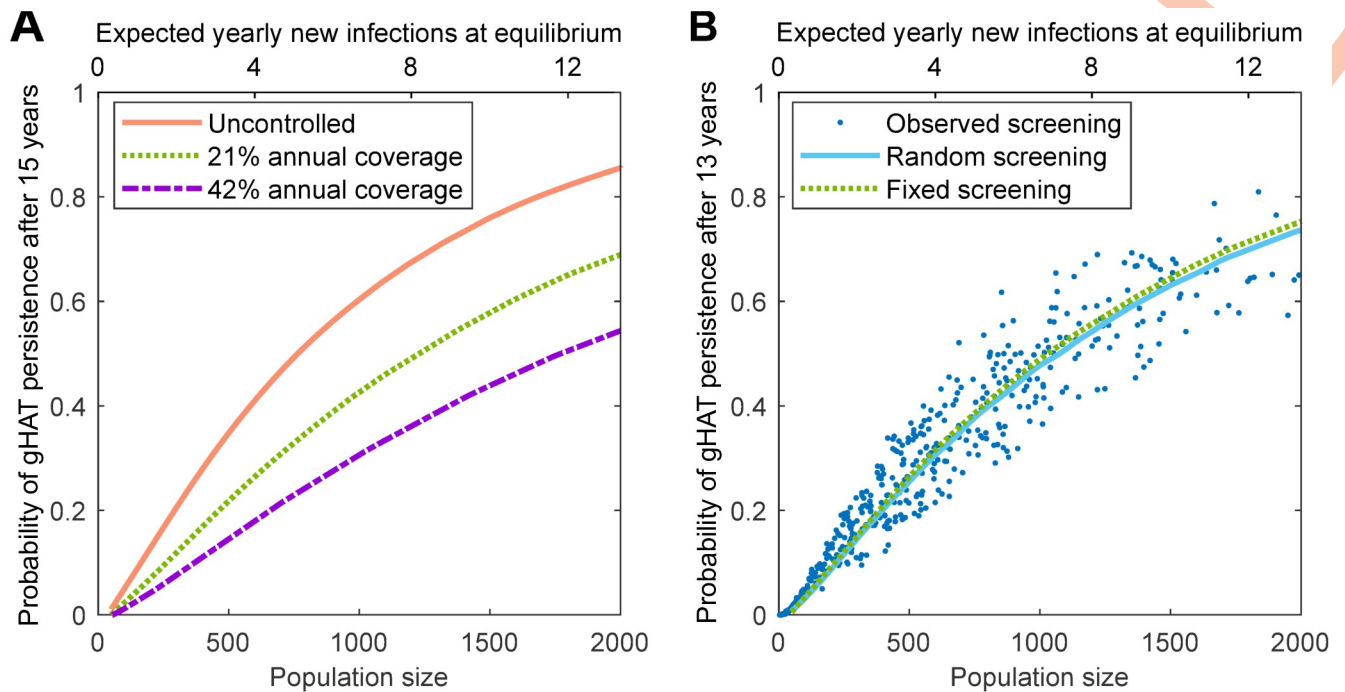 A
Expected yearly new infections at equilibrium
0 4 8 12
Probability of gHAT persistence after 15 years
1
0.8
0.6
0.4
0.2
0
Uncontrolled
21% annual coverage
42% annual coverage
0 500 1000 1500 2000
Population size
B
Expected yearly new infections at equilibrium
0 4 8 12
Probability of gHAT persistence after 13 years
1
0.8
0.6
0.4
0.2
0
Observed screening
Random screening
Fixed screening
0 500 1000 1500 2000
Population size